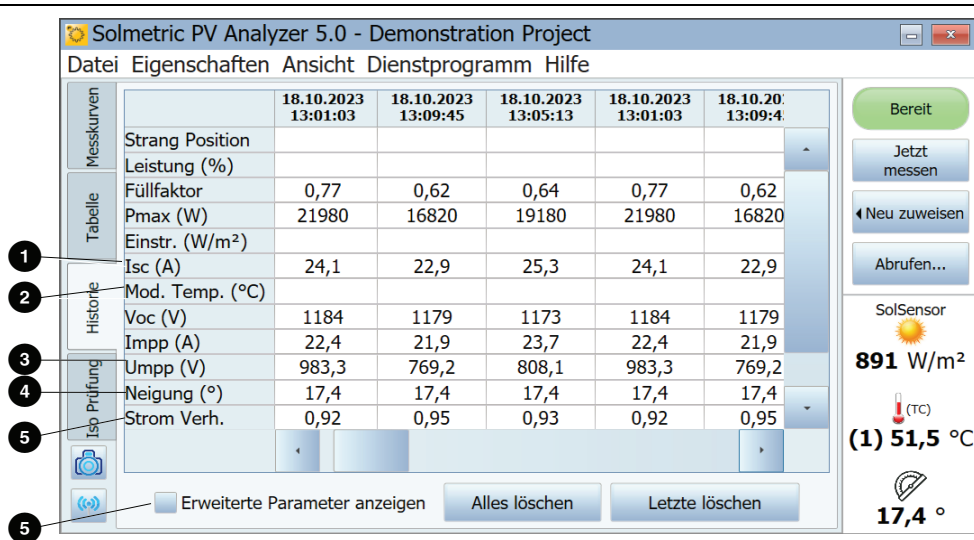 Solmetric PV Analyzer 5.0 - Demonstration Project
Datei Eigenschaften Ansicht Dienstprogramm Hilfe
Messkurven
Tabelle
Historie
Iso Prüfung
18.10.2023 18.10.2023 18.10.2023 18.10.2023 18.10.20
13:01:03 13:09:45 13:05:13 13:01:03 13:09:4
Strang Position
Leistung (%)
Füllfaktor 0,77 0,62 0,64 0,77 0,62
Pmax (W) 21980 16820 19180 21980 16820
Einstr. (W/m²)
1 Isc (A) 24,1 22,9 25,3 24,1 22,9
2 Mod. Temp. (°C)
Voc (V) 1184 1179 1173 1184 1179
Impp (A) 22,4 21,9 23,7 22,4 21,9
3 Umpp (V) 983,3 769,2 808,1 983,3 769,2
4 Neigung (°) 17,4 17,4 17,4 17,4 17,4
5 Strom Verh. 0,92 0,95 0,93 0,92 0,95
5 Erweiterte Parameter anzeigen Alles löschen Letzte löschen
Bereit
Jetzt
messen
Neu zuweisen
Abrufen...
SolSensor
891 W/m²
(TC)
(1) 51,5 °C
17,4 °